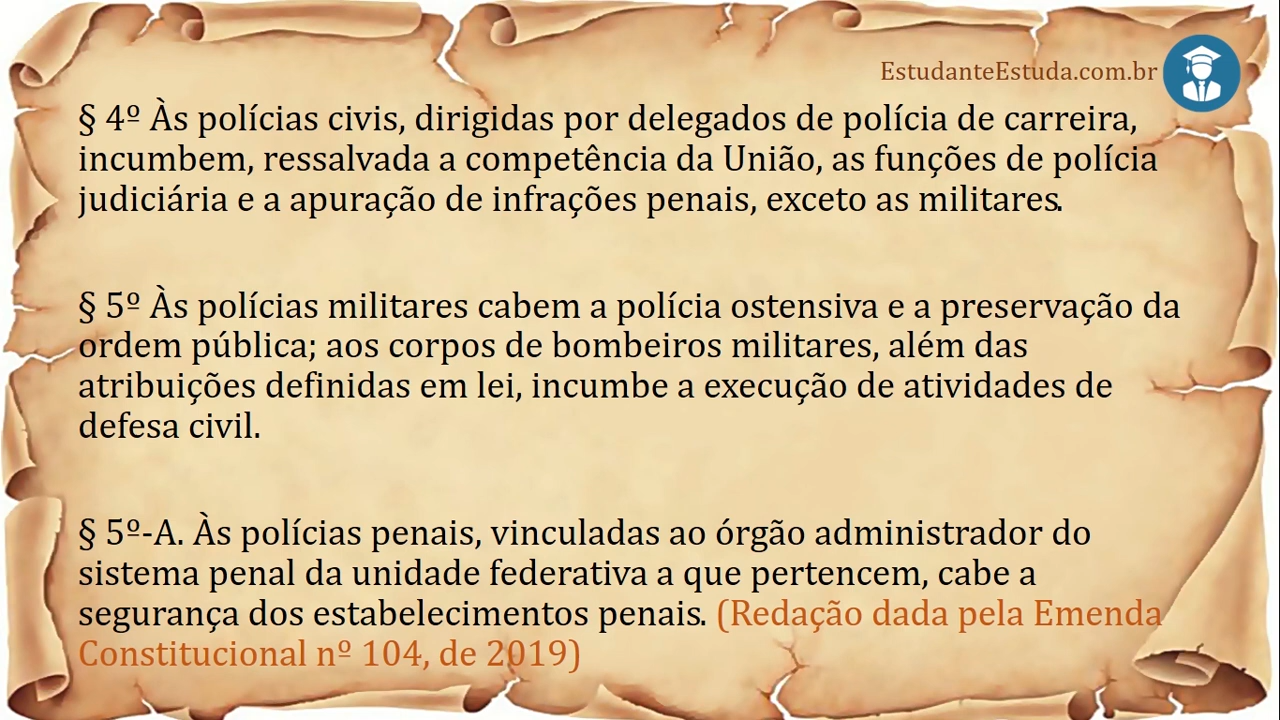 EstudanteEstuda.com.br
§ 4º Às polícias civis, dirigidas por delegados de polícia de carreira,
incumbem, ressalvada a competência da União, as funções de polícia
judiciária e a apuração de infrações penais, exceto as militares.
§ 5º Às polícias militares cabem a polícia ostensiva e a preservação da
ordem pública; aos corpos de bombeiros militares, além das
atribuições definidas em lei, incumbe a execução de atividades de
defesa civil.
§ 5º-A. Às polícias penais, vinculadas ao órgão administrador do
sistema penal da unidade federativa a que pertencem, cabe a
segurança dos estabelecimentos penais. (Redação dada pela Emenda
Constitucional nº 104, de 2019)